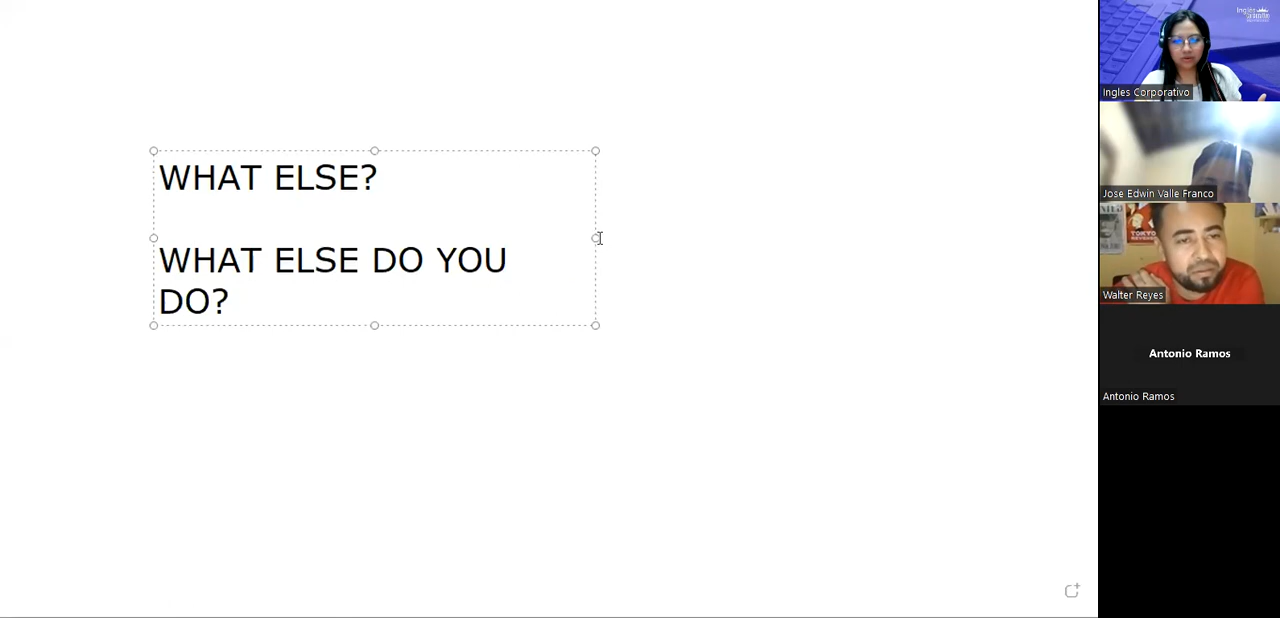 WHAT ELSE?
WHAT ELSE DO YOU
DO?
Ingles Corporativo
Jose Edwin Valle Franco
Walter Reyes
Antonio Ramos
Antonio Ramos
TOKYO